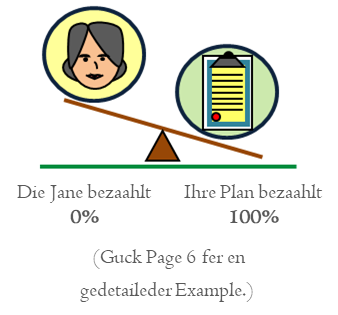 Die Jane bezaahlt Ihre Plan bezaahlt
0% 100%
(Guck Page 6 fer en
gedetaileder Example.)